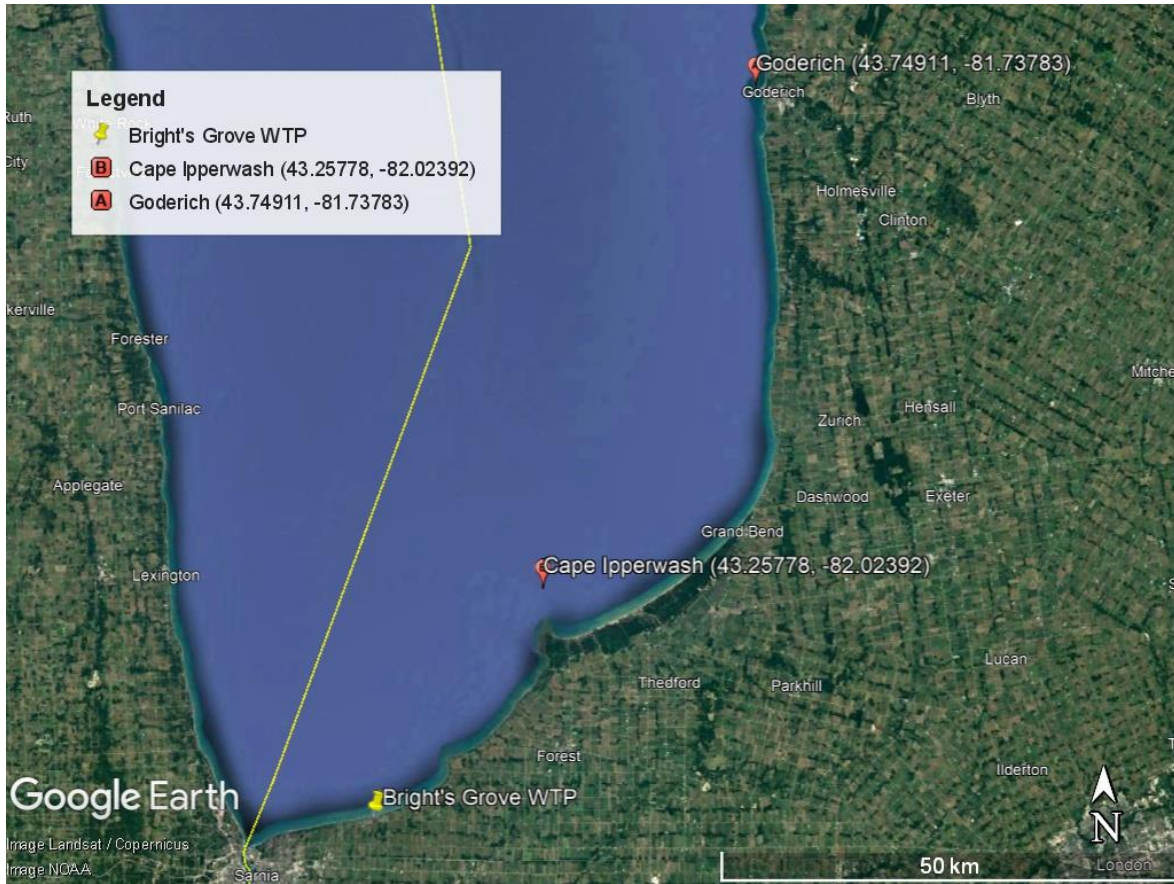 Goderich (43.74911, -81.73783)
Goderich
Blyth
Legend
Bright's Grove WTP
B Cape Ipperwash (43.25778, -82.02392)
A Goderich (43.74911, -81.73783)
Ruth
City
Holmesville
Clinton
kerville
Forester
Mitche
Port Sanilac
Hensall
Zurich
Applegate
Dashwood
Exeter
Grand Bend
Cape Ipperwash (43.25778, -82.02392)
Lexington
Lucan
Thedford
Parkhill
Forest
Ilderton
Google Earth
Bright's Grove WTP
N
Image Landsat / Copernicus
Image NOAA
Sarnia
50 km
London